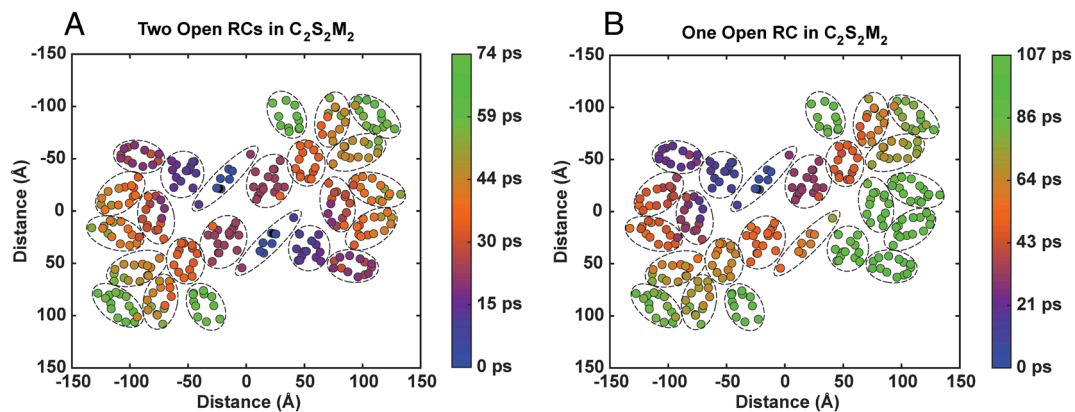 A
Two Open RCs in C₂S₂M₂
-150
-100
-50
0
50
100
150
-150 -100 -50 0 50 100 150
Distance (Å)
Distance (Å)
74 ps
59 ps
44 ps
30 ps
15 ps
0 ps
B
One Open RC in C₂S₂M₂
-150
-100
-50
0
50
100
150
-150 -100 -50 0 50 100 150
Distance (Å)
Distance (Å)
107 ps
86 ps
64 ps
43 ps
21 ps
0 ps